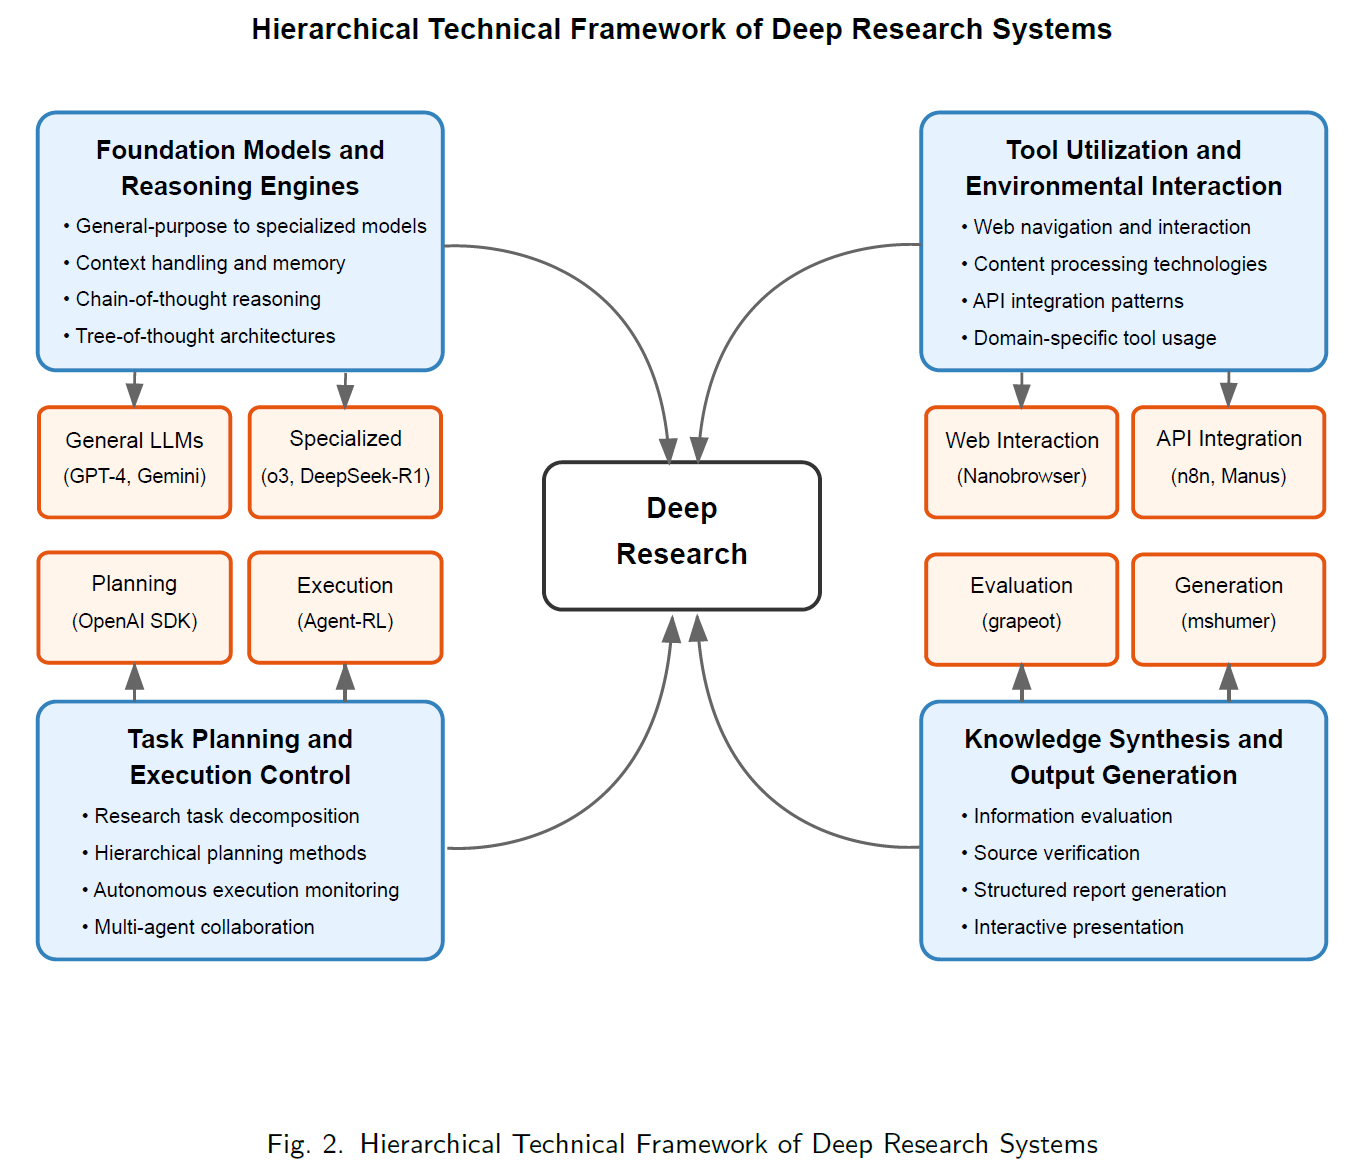 Hierarchical Technical Framework of Deep Research Systems
Foundation Models and
Reasoning Engines
• General-purpose to specialized models
• Context handling and memory
• Chain-of-thought reasoning
• Tree-of-thought architectures
Tool Utilization and
Environmental Interaction
• Web navigation and interaction
• Content processing technologies
• API integration patterns
• Domain-specific tool usage
General LLMs
(GPT-4, Gemini)
Specialized
(o3, DeepSeek-R1)
Web Interaction
(Nanobrowser)
API Integration
(n8n, Manus)
Deep
Research
Planning
(OpenAI SDK)
Execution
(Agent-RL)
Evaluation
(grapeot)
Generation
(mshumer)
Task Planning and
Execution Control
• Research task decomposition
• Hierarchical planning methods
• Autonomous execution monitoring
• Multi-agent collaboration
Knowledge Synthesis and
Output Generation
• Information evaluation
• Source verification
• Structured report generation
• Interactive presentation
Fig. 2. Hierarchical Technical Framework of Deep Research Systems